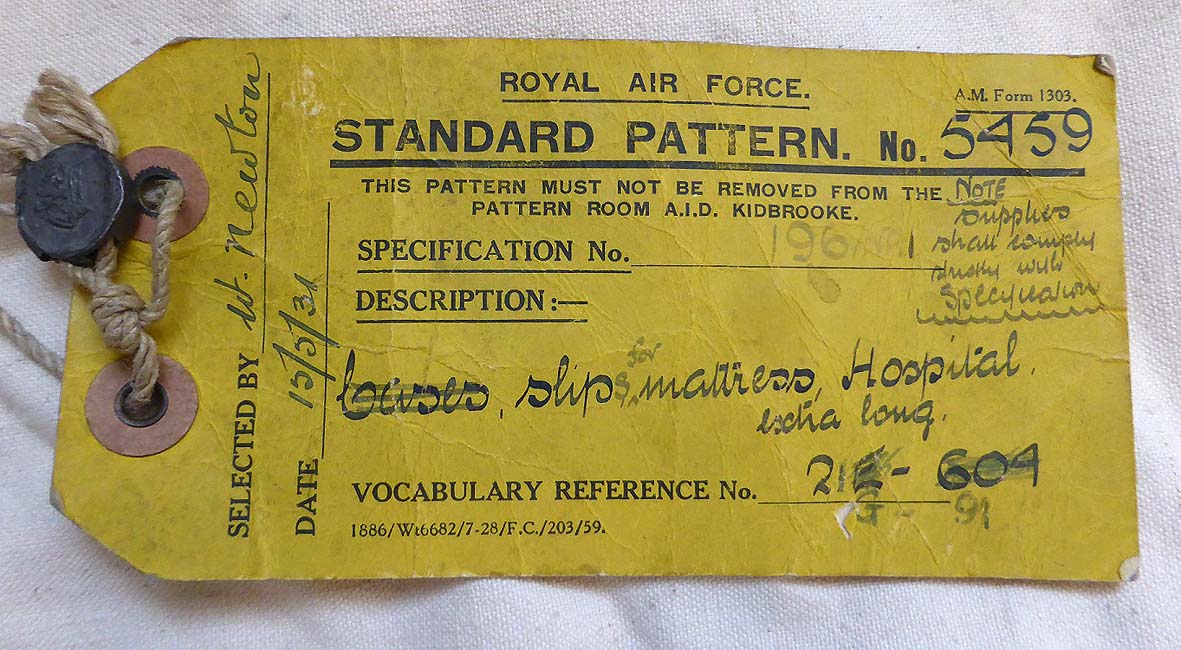 ROYAL AIR FORCE.
A.M. Form 1303.
STANDARD PATTERN. No. 5459
THIS PATTERN MUST NOT BE REMOVED FROM THE
PATTERN ROOM A.I.D. KIDBROOKE.
NOTE
supplies
shall comply
strictly with
Specification
SPECIFICATION No. 196
DESCRIPTION:—
cases, slips for mattress, Hospital.
extra long.
VOCABULARY REFERENCE No. 21E - 604
G - 91
1886/Wt6682/7-28/F.C./203/59.
SELECTED BY W. Newton
DATE 15/5/31